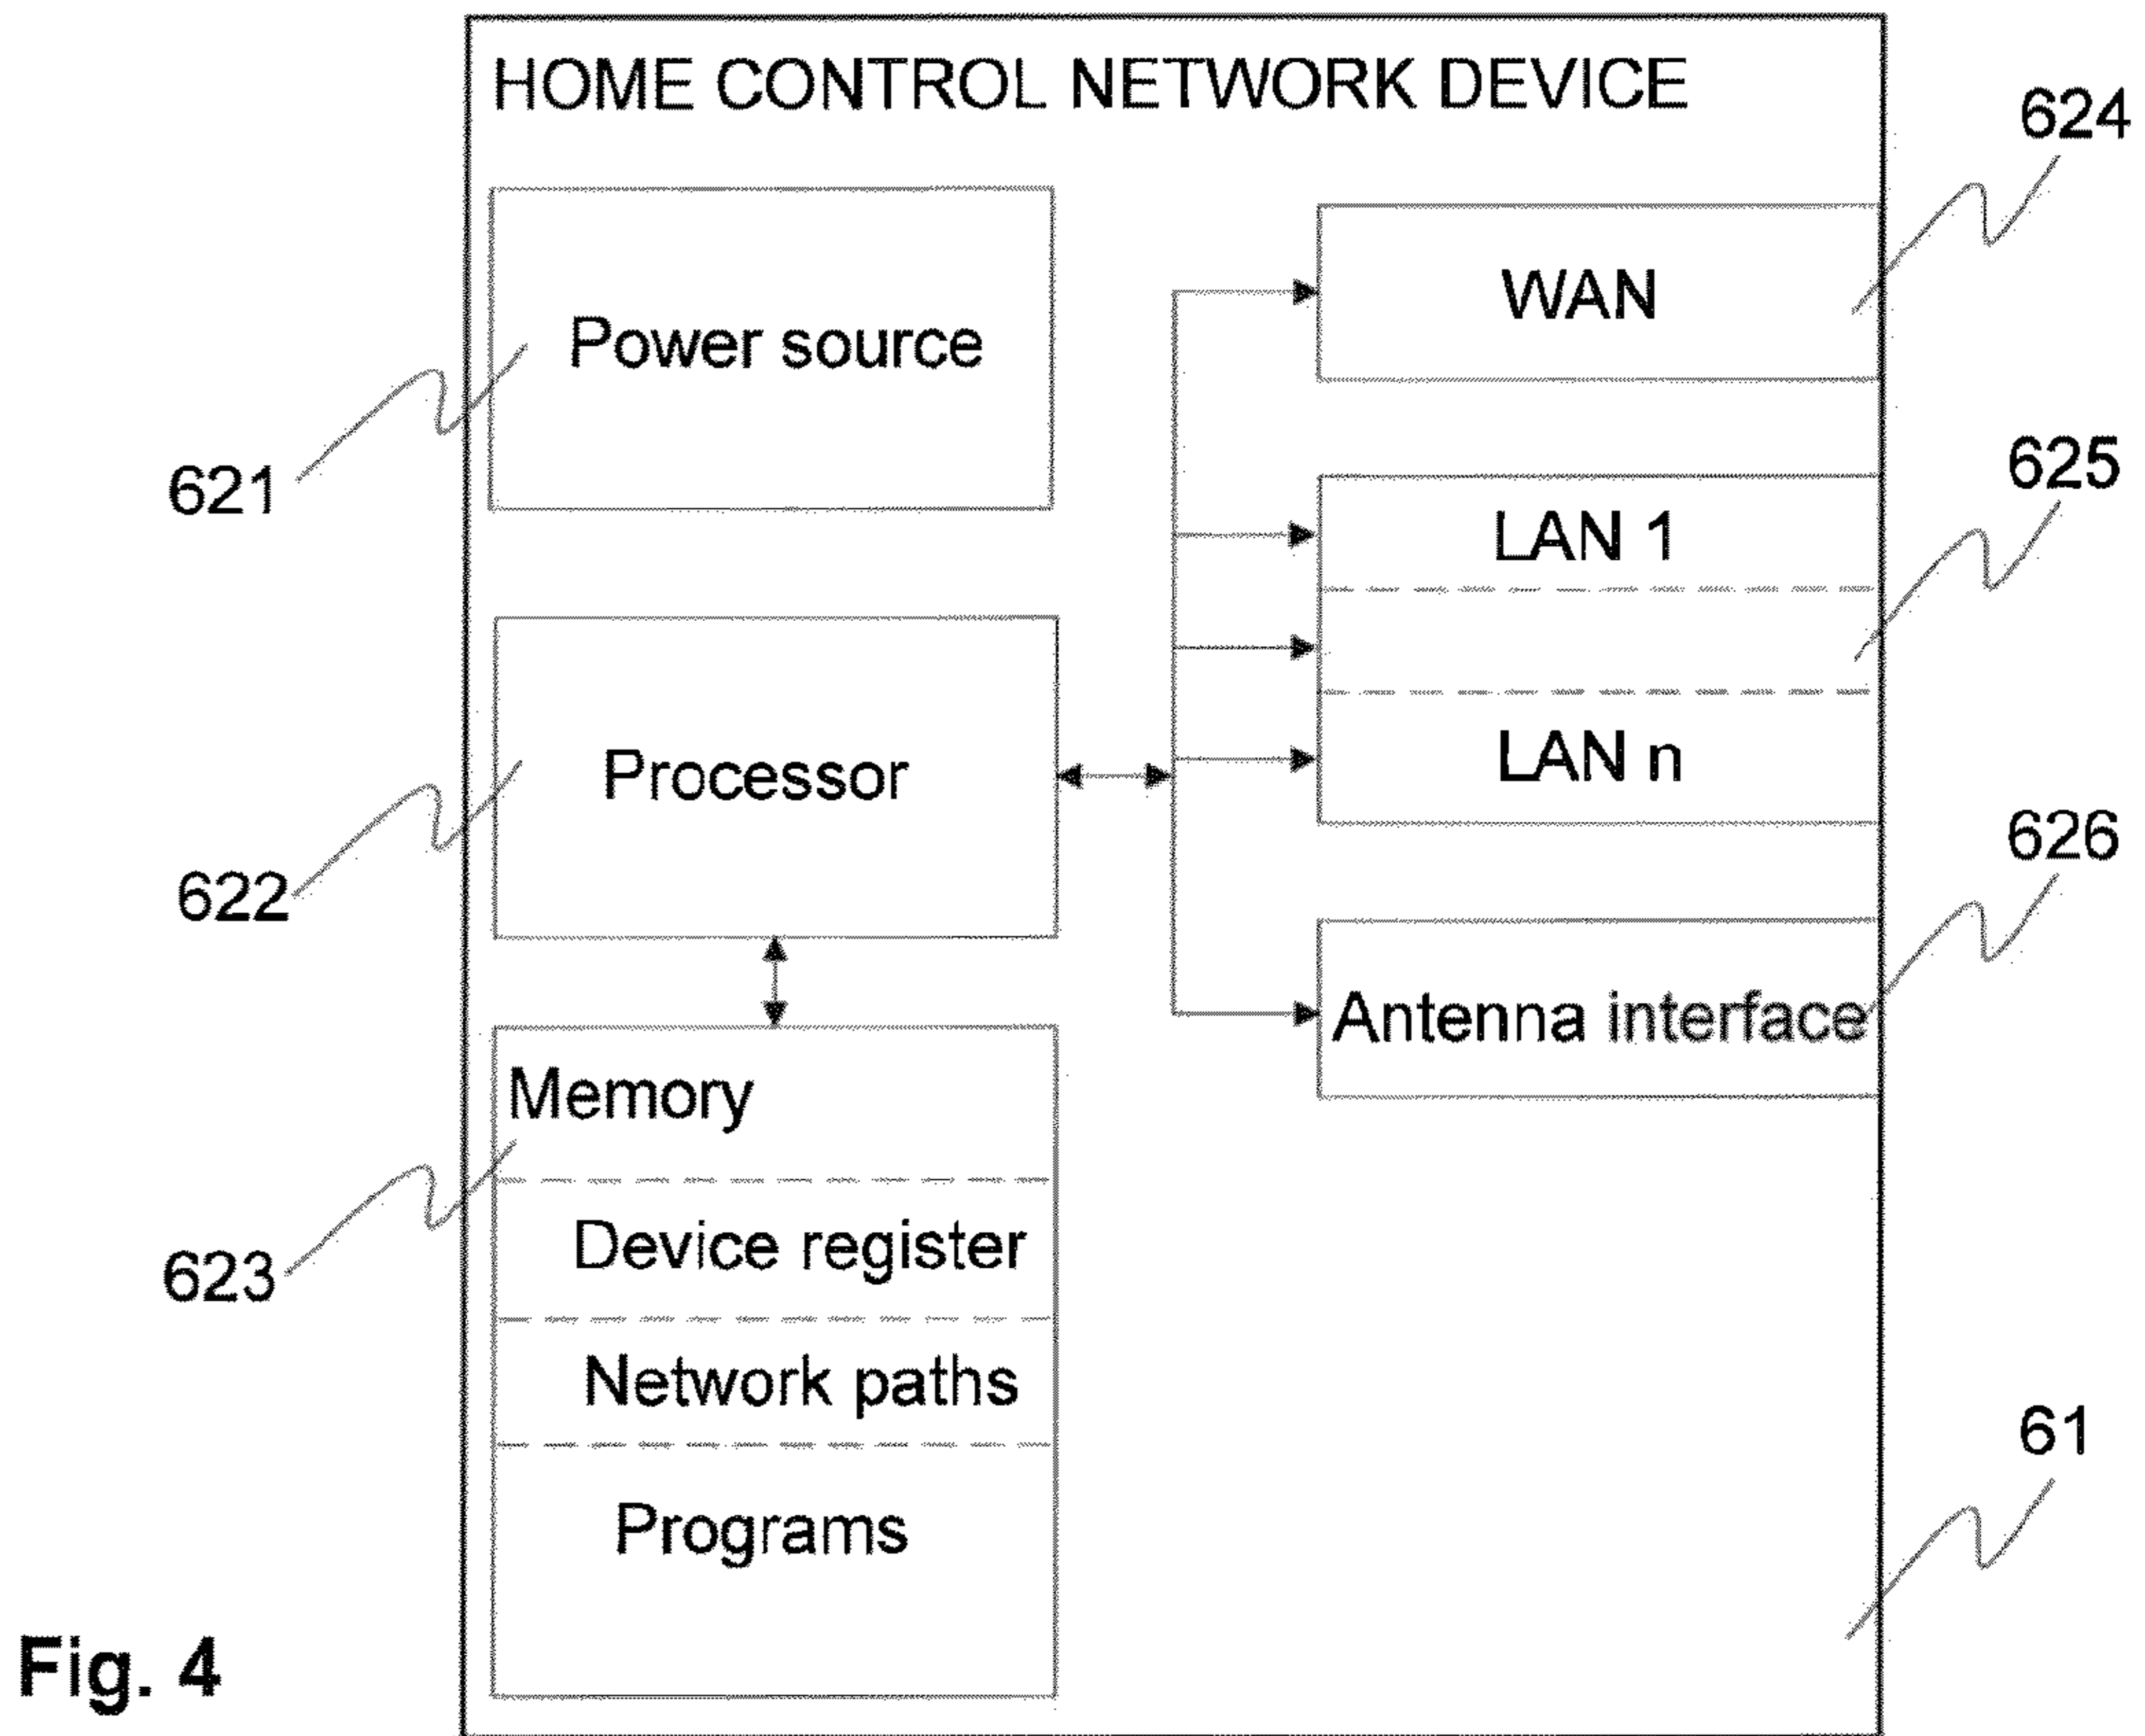 HOME CONTROL NETWORK DEVICE
624
Power source
WAN
621
625
LAN 1
Processor
LAN n
622
626
Antenna interface
Memory
623
Device register
Network paths
61
Programs
Fig. 4